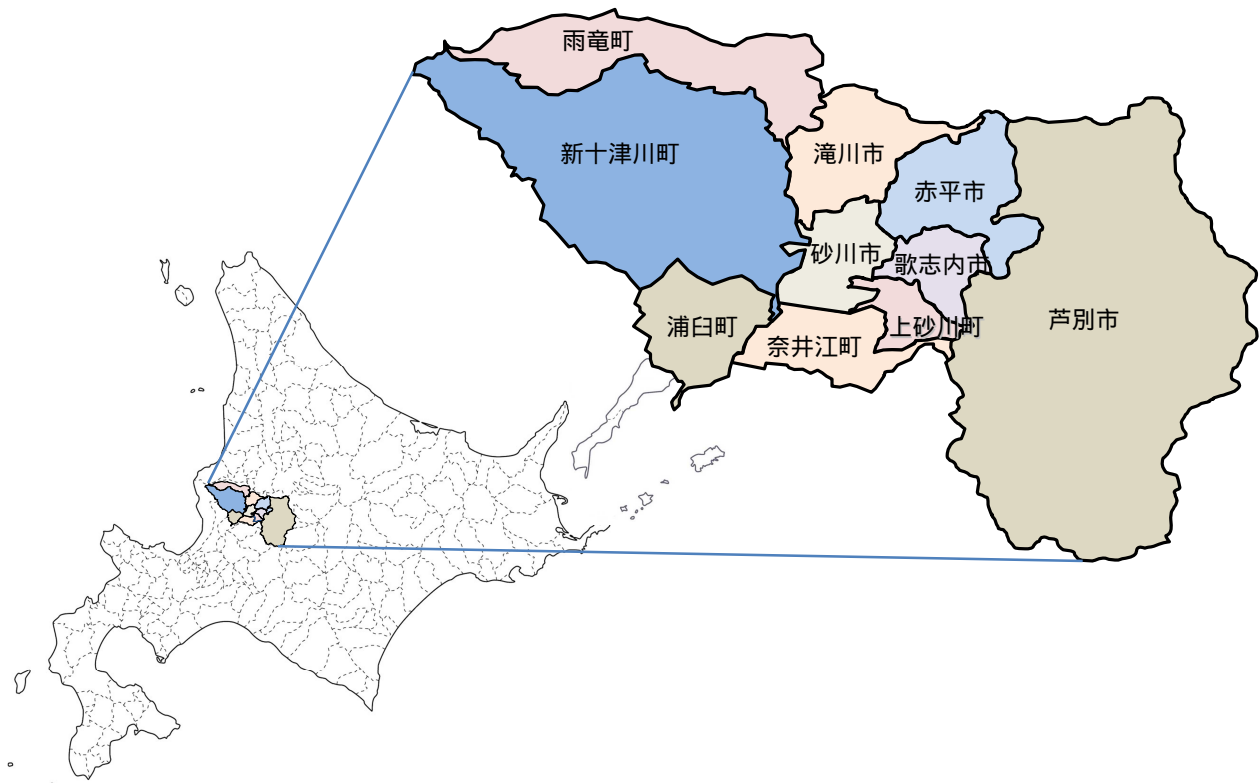 雨竜町
新十津川町
滝川市
赤平市
砂川市
歌志内市
浦臼町
奈井江町
上砂川町
芦別市